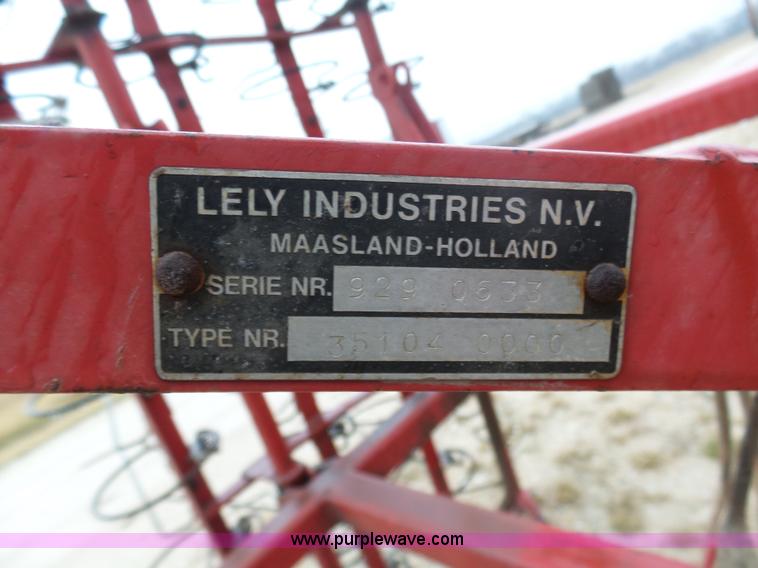 LELY INDUSTRIES N.V.
MAASLAND-HOLLAND
SERIE NR. 929 0633
TYPE NR. 35104 0000
www.purplewave.com